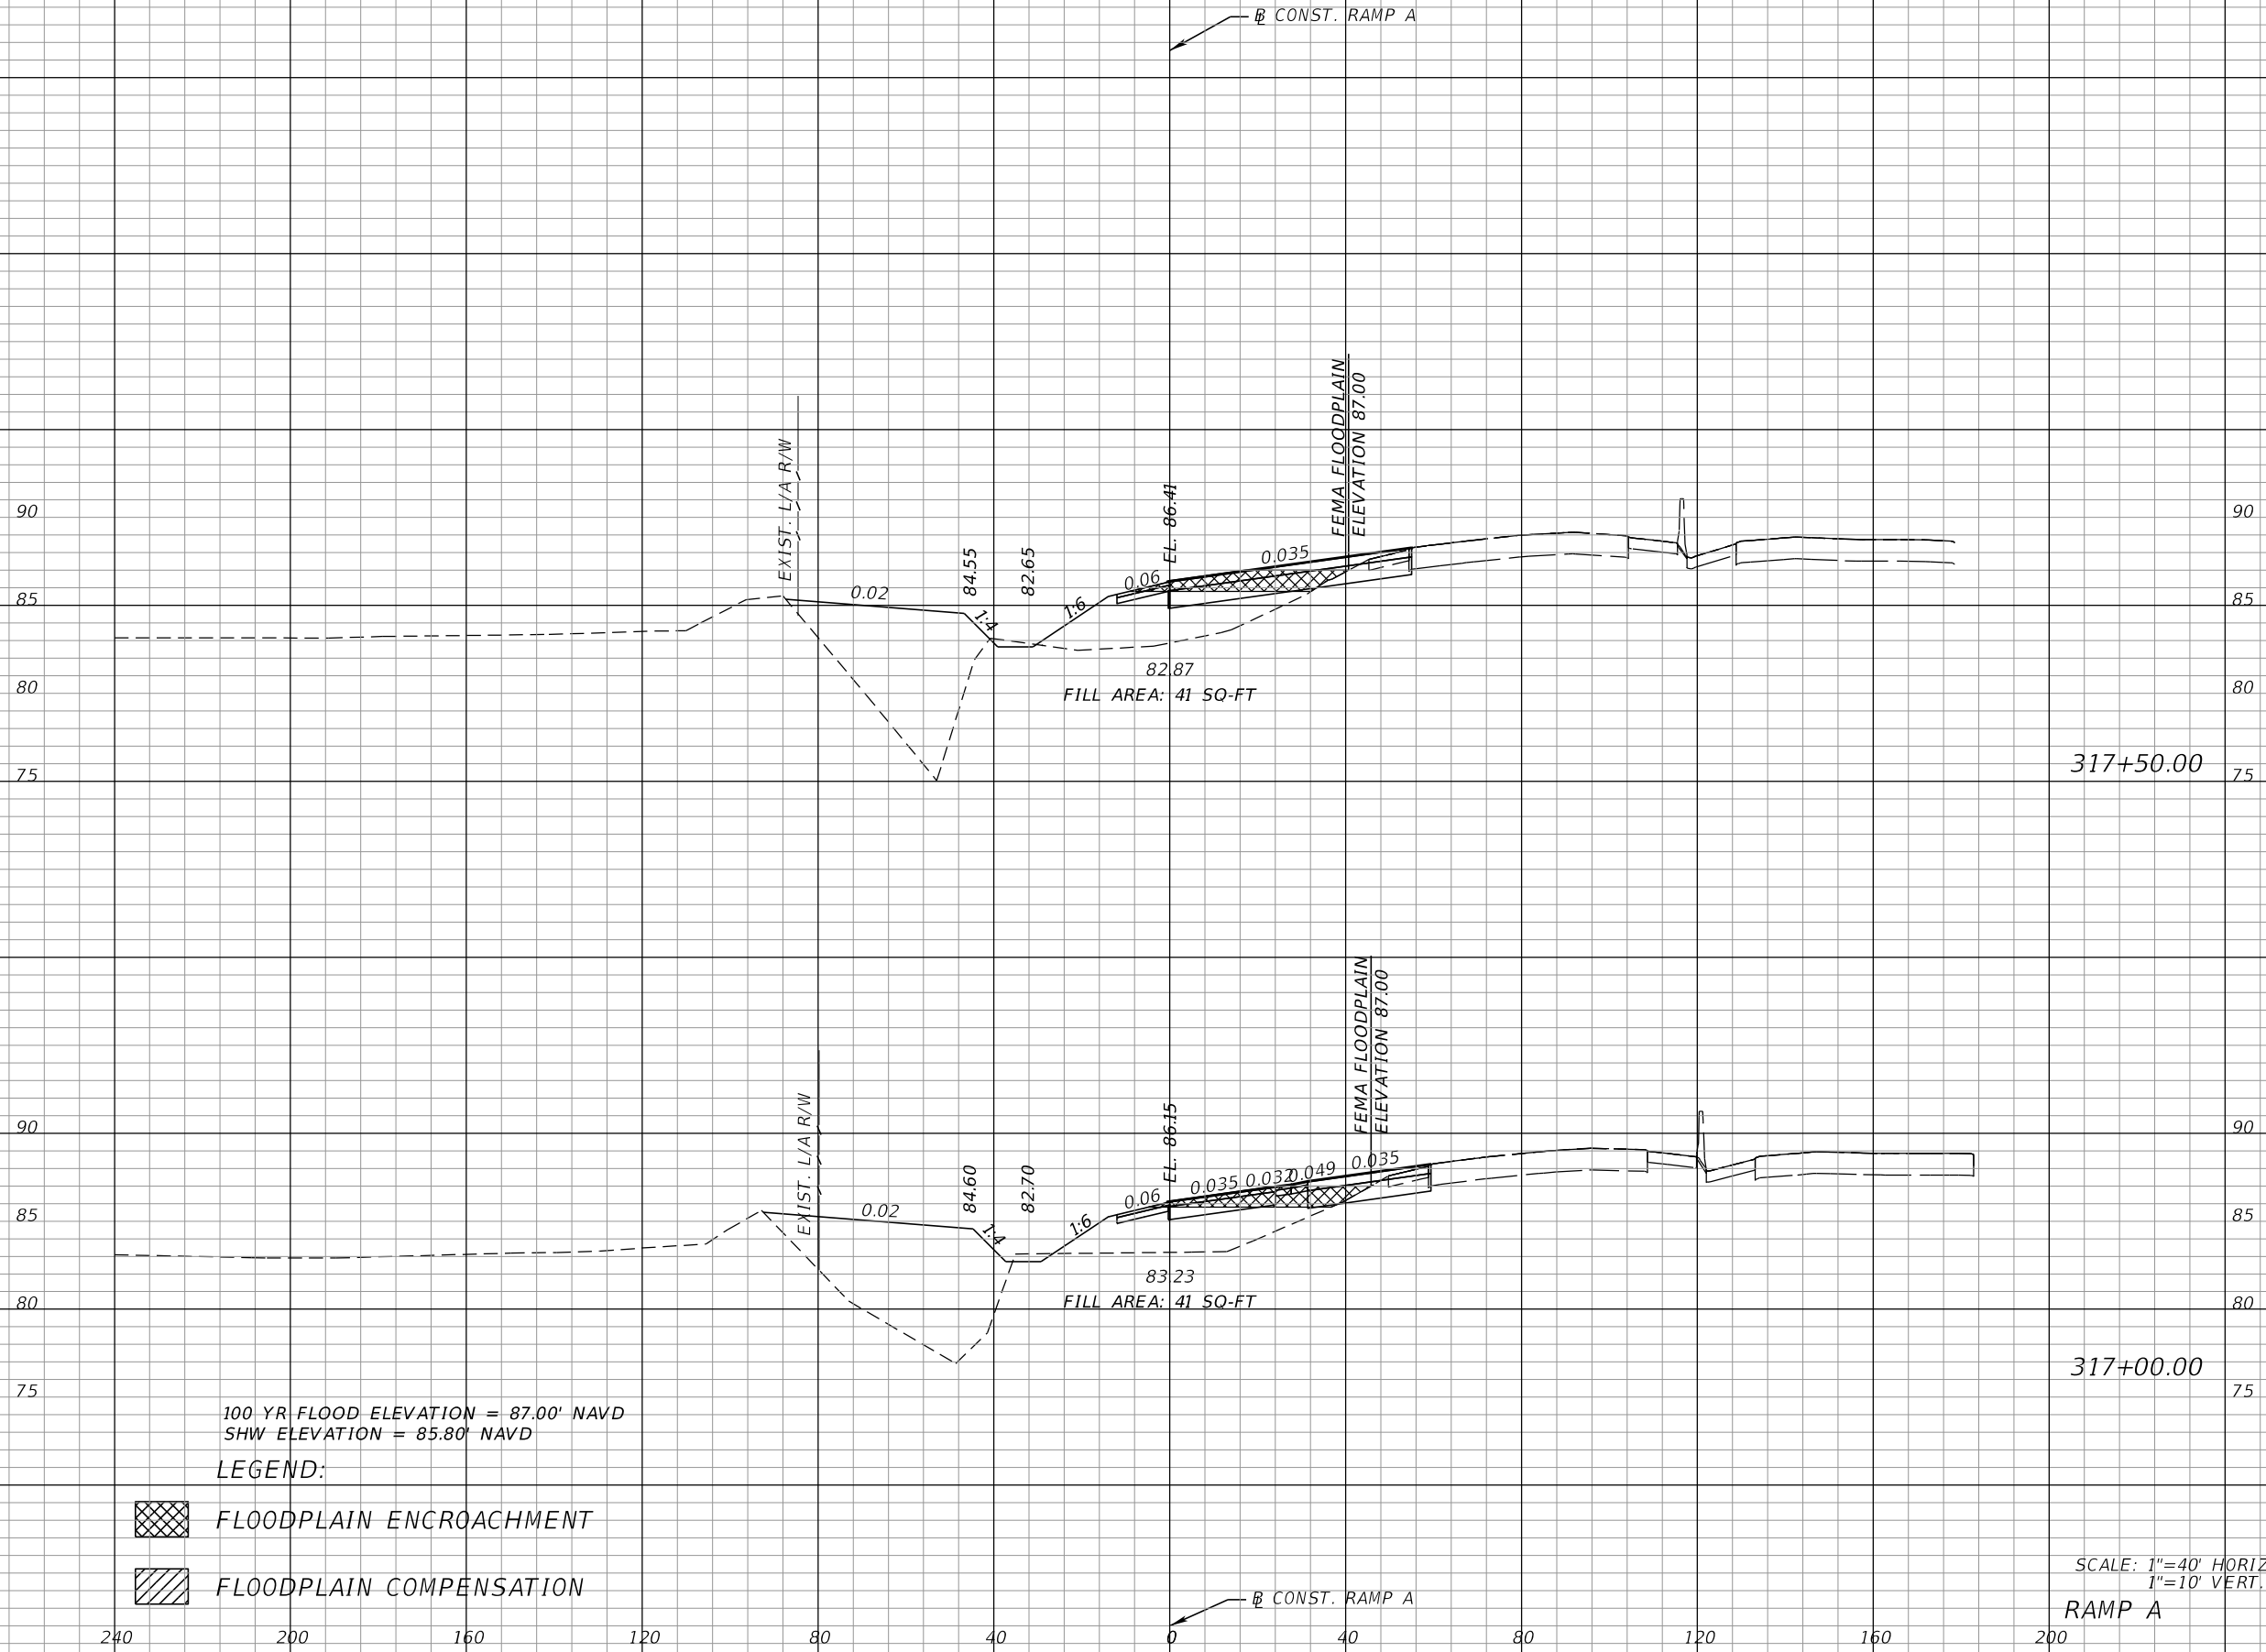 BL CONST. RAMP A
FEMA FLOODPLAIN
ELEVATION 87.00
EXIST. L/A R/W
EL. 86.41
84.55
82.65
0.02
1:4
1:6
0.06
0.035
90
90
85
85
80
80
75
75
82.87
FILL AREA: 41 SQ-FT
317+50.00
FEMA FLOODPLAIN
ELEVATION 87.00
EXIST. L/A R/W
EL. 86.15
84.60
82.70
0.02
1:4
1:6
0.06
0.035
0.032
0.049
0.035
90
90
85
85
80
80
75
75
83.23
FILL AREA: 41 SQ-FT
317+00.00
100 YR FLOOD ELEVATION = 87.00' NAVD
SHW ELEVATION = 85.80' NAVD
LEGEND:
FLOODPLAIN ENCROACHMENT
FLOODPLAIN COMPENSATION
SCALE: 1"=40' HORIZ
1"=10' VERT.
RAMP A
BL CONST. RAMP A
240 200 160 120 80 40 0 40 80 120 160 200